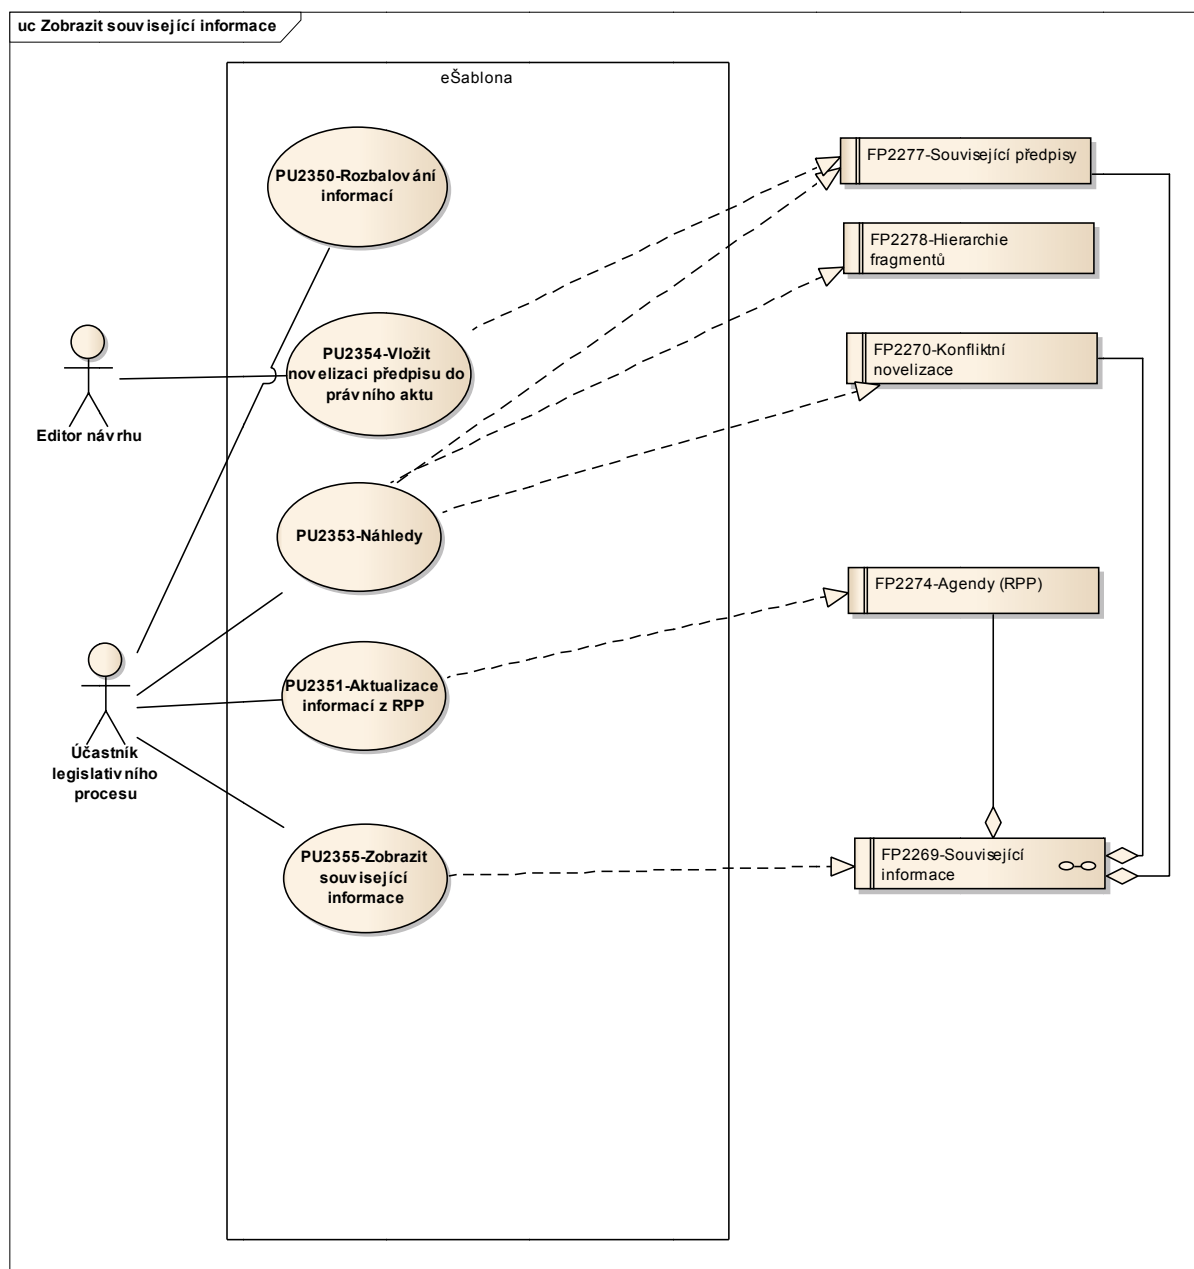 uc Zobrazit související informace
eŠablona
PU2350-Rozbalování
informací
FP2277-Související předpisy
FP2278-Hierarchie
fragmentů
PU2354-Vložit
novelizaci předpisu do
právního aktu
FP2270-Konfliktní
novelizace
Editor návrhu
PU2353-Náhledy
FP2274-Agendy (RPP)
PU2351-Aktualizace
informací z RPP
Účastník
legislativního
procesu
PU2355-Zobrazit
související
informace
FP2269-Související
informace